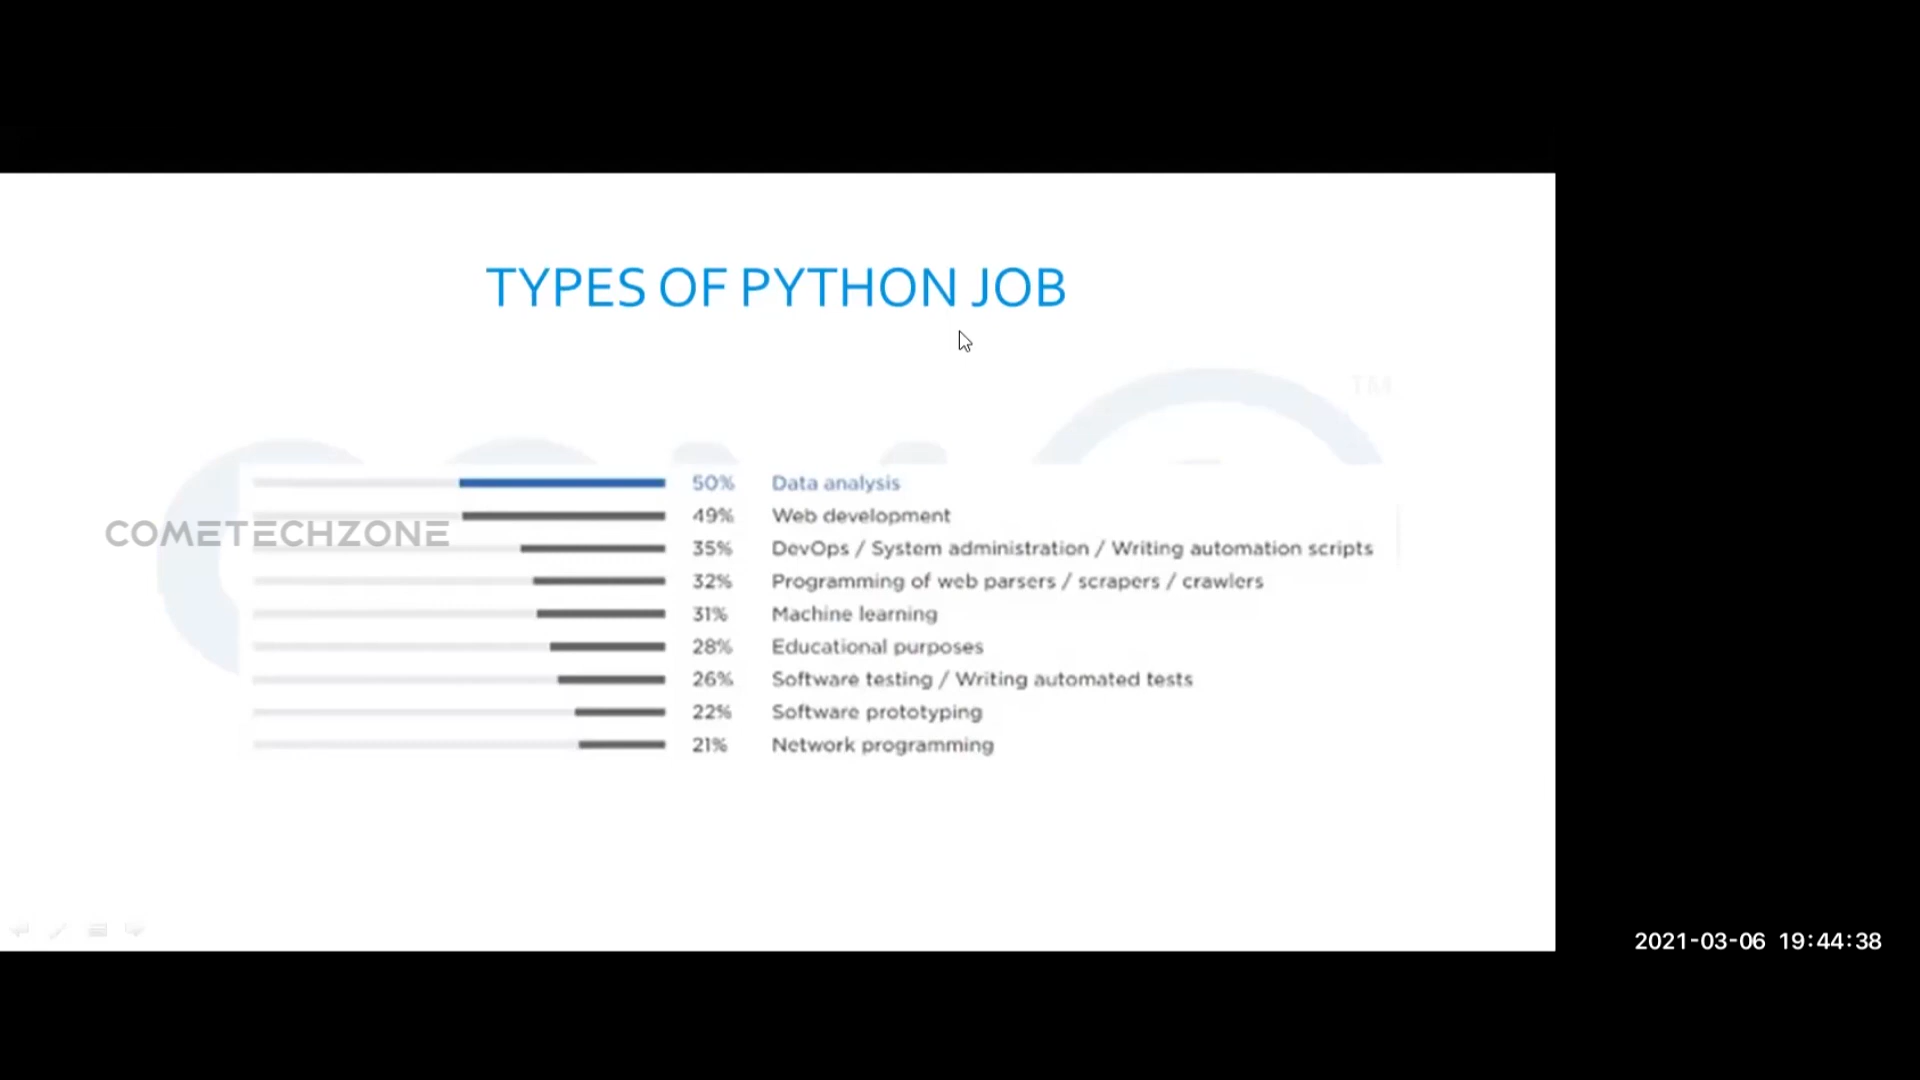 TYPES OF PYTHON JOB
TM
50% Data analysis
49% Web development
COMETECHZONE
35% DevOps / System administration / Writing automation scripts
32% Programming of web parsers / scrapers / crawlers
31% Machine learning
28% Educational purposes
26% Software testing / Writing automated tests
22% Software prototyping
21% Network programming
2021-03-06 19:44:38